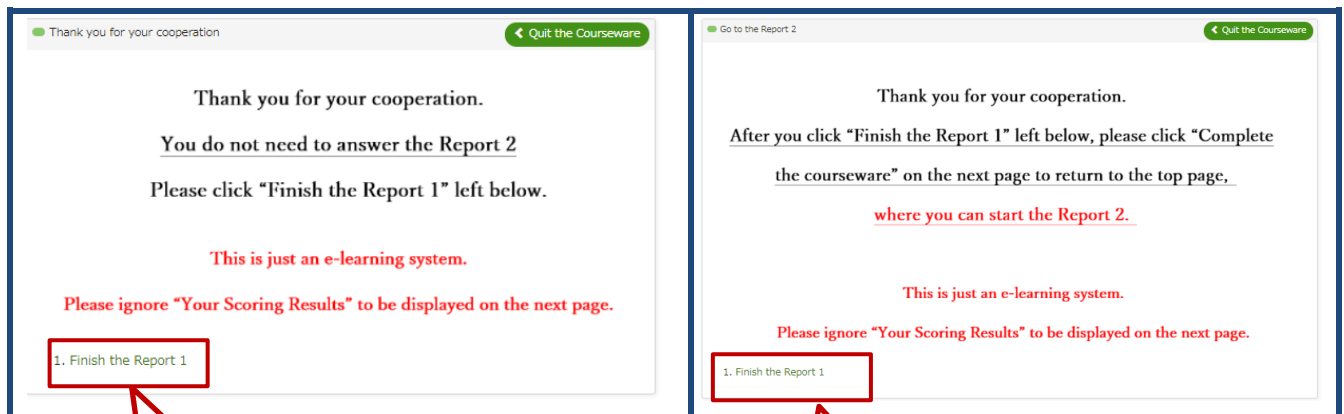 Thank you for your cooperation
Quit the Courseware
Thank you for your cooperation.
You do not need to answer the Report 2
Please click “Finish the Report 1” left below.
This is just an e-learning system.
Please ignore “Your Scoring Results” to be displayed on the next page.
1. Finish the Report 1
Go to the Report 2
Quit the Courseware
Thank you for your cooperation.
After you click “Finish the Report 1” left below, please click “Complete
the courseware” on the next page to return to the top page,
where you can start the Report 2.
This is just an e-learning system.
Please ignore “Your Scoring Results” to be displayed on the next page.
1. Finish the Report 1